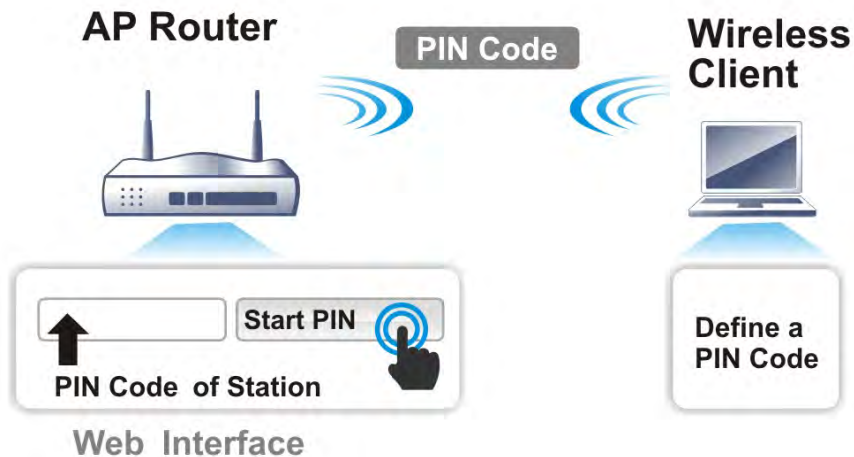 AP Router
PIN Code
Wireless
Client
Start PIN
PIN Code of Station
Web Interface
Define a
PIN Code